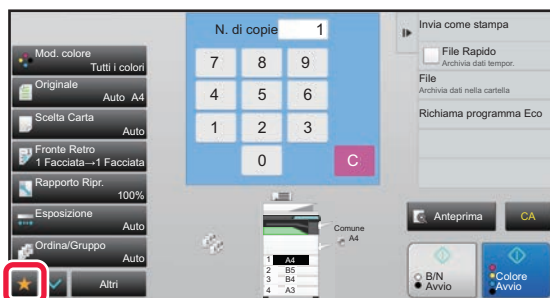 N. di copie 1
7 8 9
4 5 6
1 2 3
0 C
Mod. colore
Tutti i colori
Originale
Auto A4
Scelta Carta
Auto
Fronte Retro
1 Facciata→1 Facciata
Rapporto Ripr.
100%
Esposizione
Auto
Ordina/Gruppo
Auto
Altri
Comune
A4
1 A4
2 B5
3 B4
4 A3
Invia come stampa
File Rapido
Archivia dati tempor.
File
Archivia dati nella cartella
Richiama programma Eco
Anteprima
CA
B/N
Avvio
Colore
Avvio